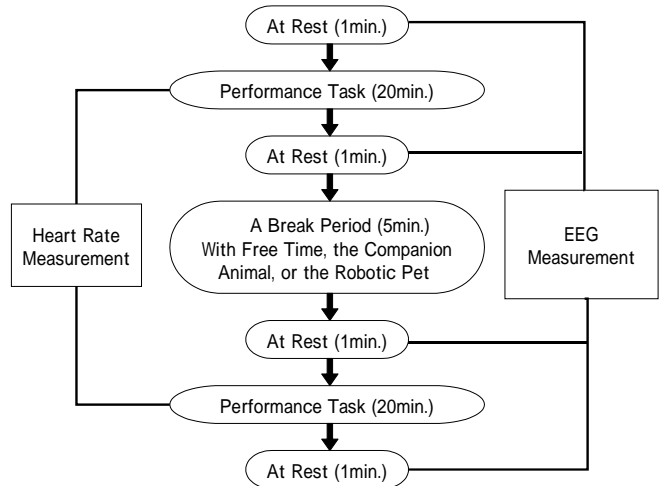 At Rest (1min.)
Performance Task (20min.)
At Rest (1min.)
Heart Rate
Measurement
A Break Period (5min.)
With Free Time, the Companion
Animal, or the Robotic Pet
EEG
Measurement
At Rest (1min.)
Performance Task (20min.)
At Rest (1min.)